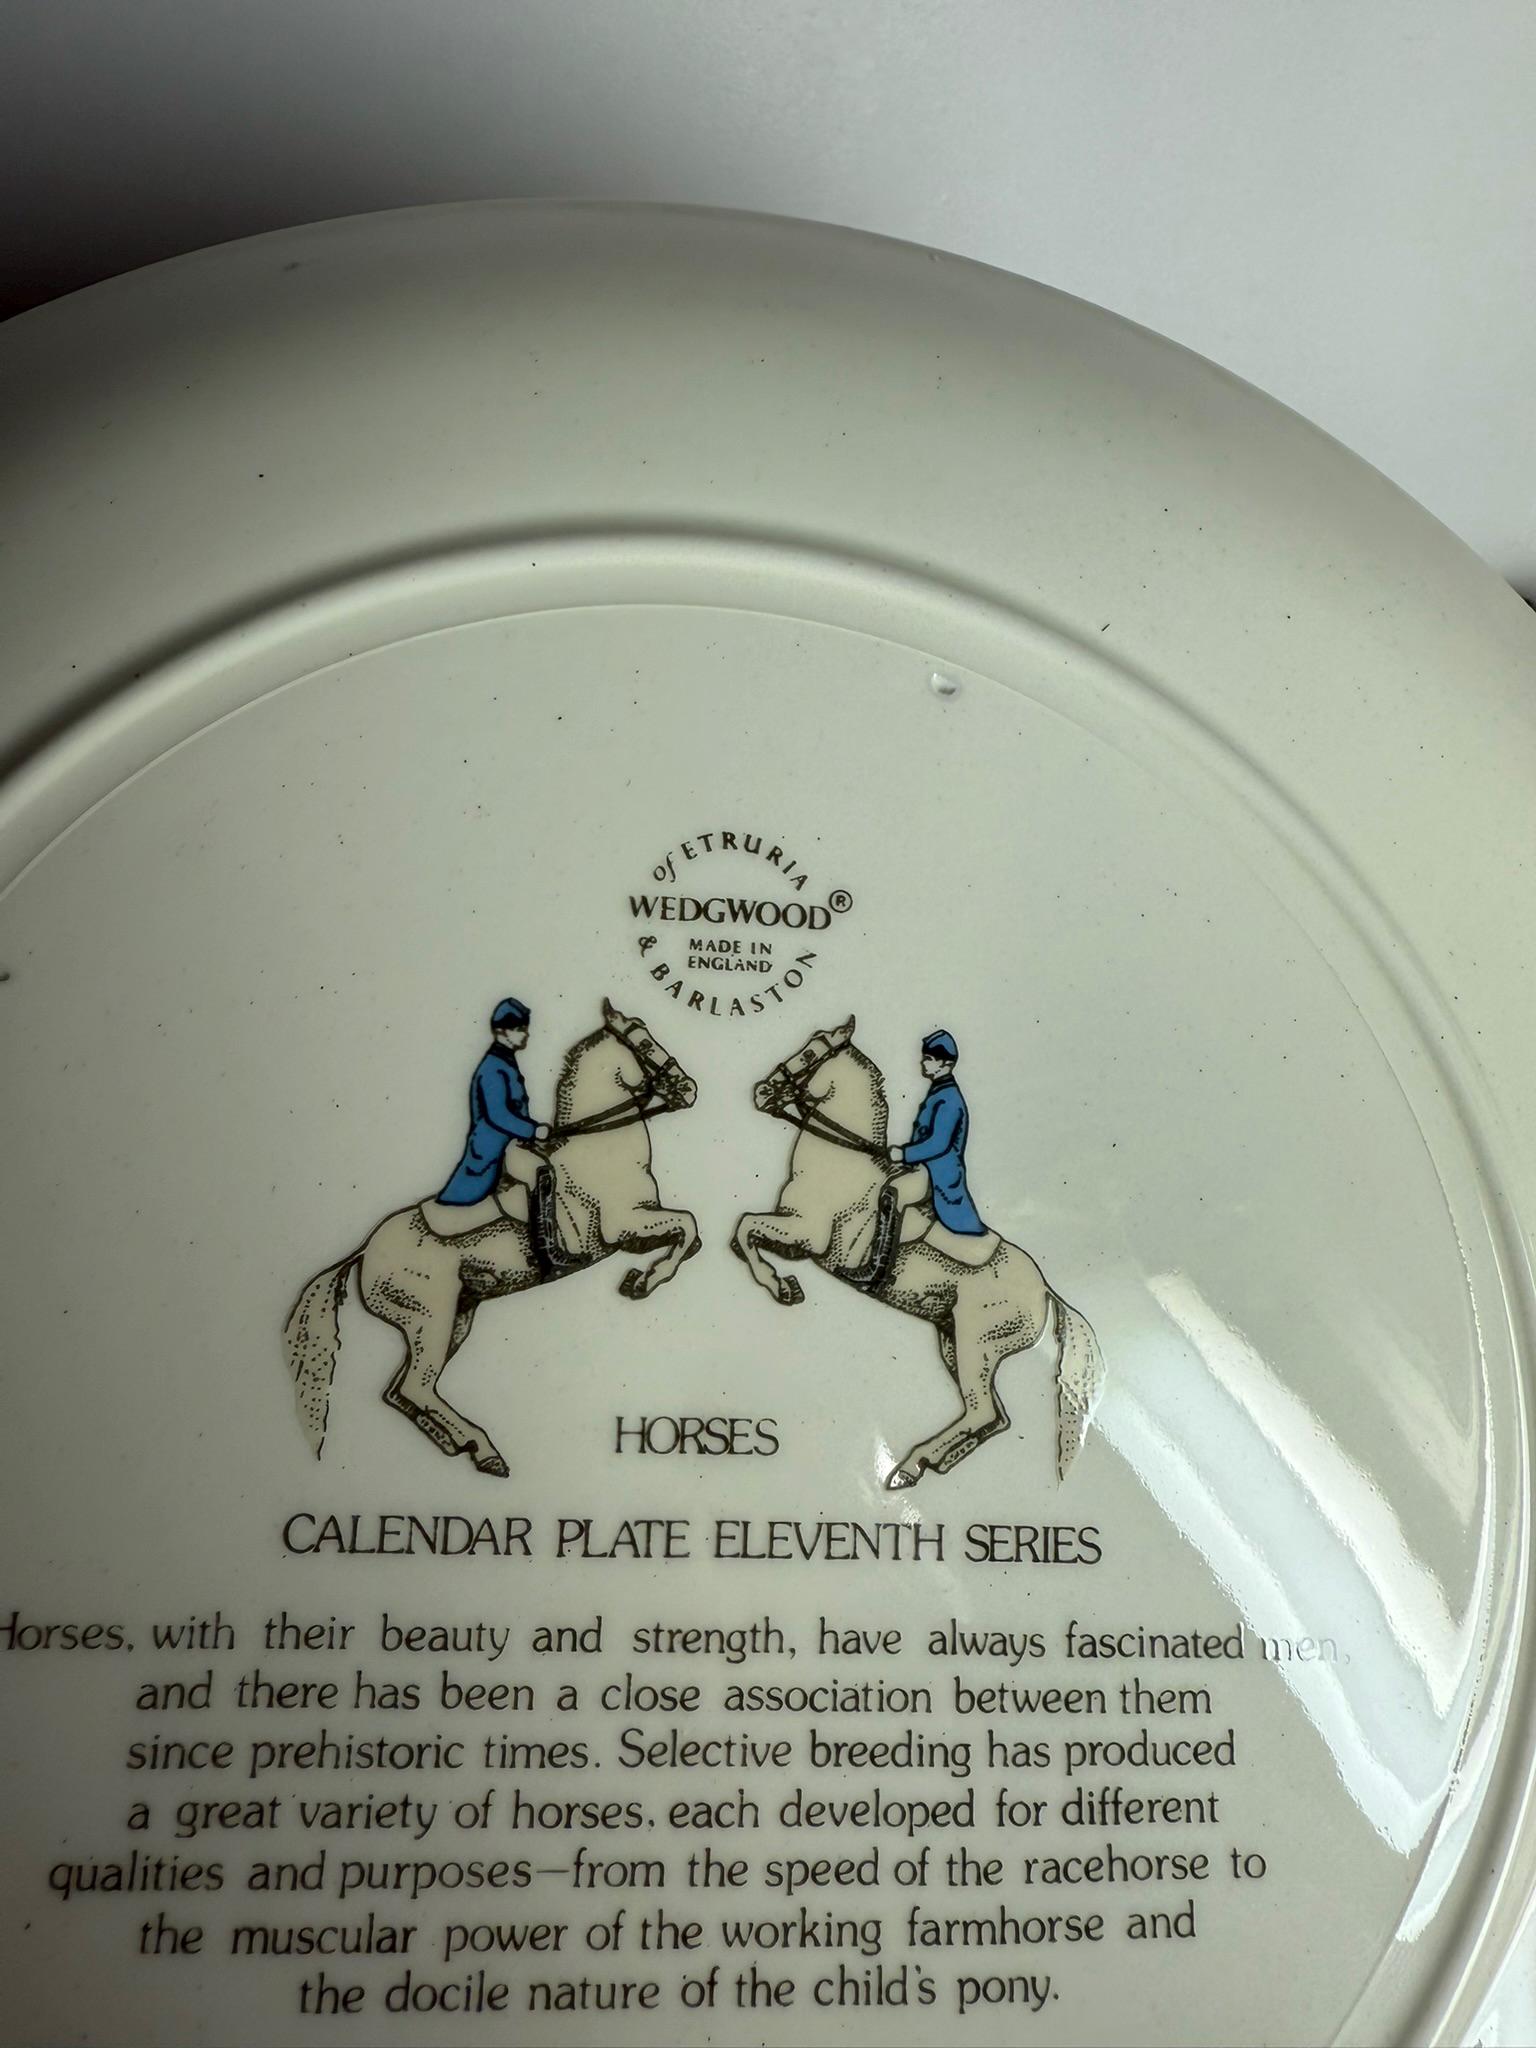 of ETRURIA
WEDGWOOD®
MADE IN
ENGLAND
& BARLASTON
HORSES
CALENDAR PLATE ELEVENTH SERIES
Horses, with their beauty and strength, have always fascinated men,
and there has been a close association between them
since prehistoric times. Selective breeding has produced
a great variety of horses, each developed for different
qualities and purposes—from the speed of the racehorse to
the muscular power of the working farmhorse and
the docile nature of the child's pony.